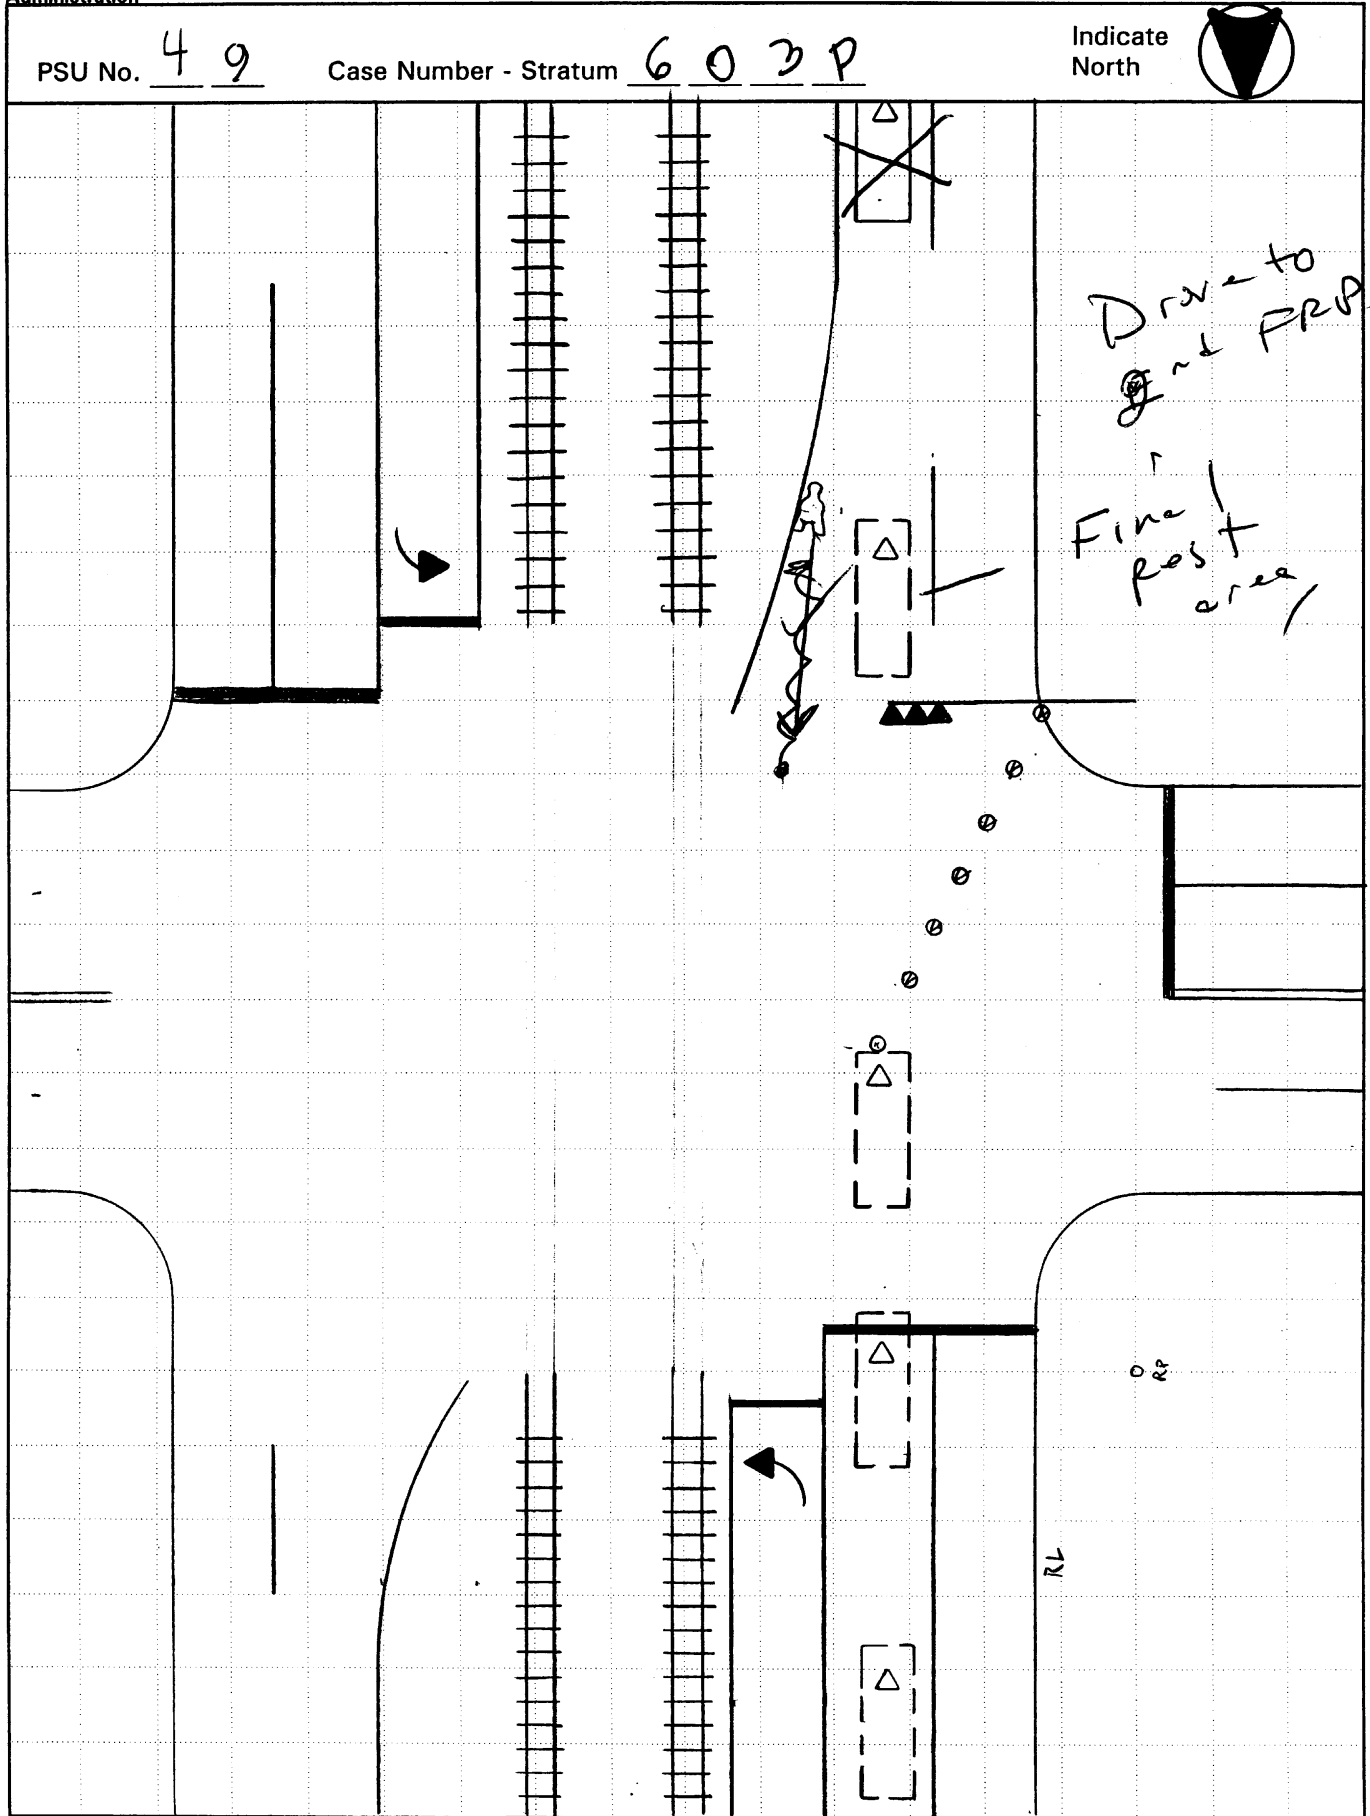 Administration
PSU No. 4 9 Case Number - Stratum 6 0 3 P
Indicate
North
Drove to
FRP
Final
rest
area
RP
RL